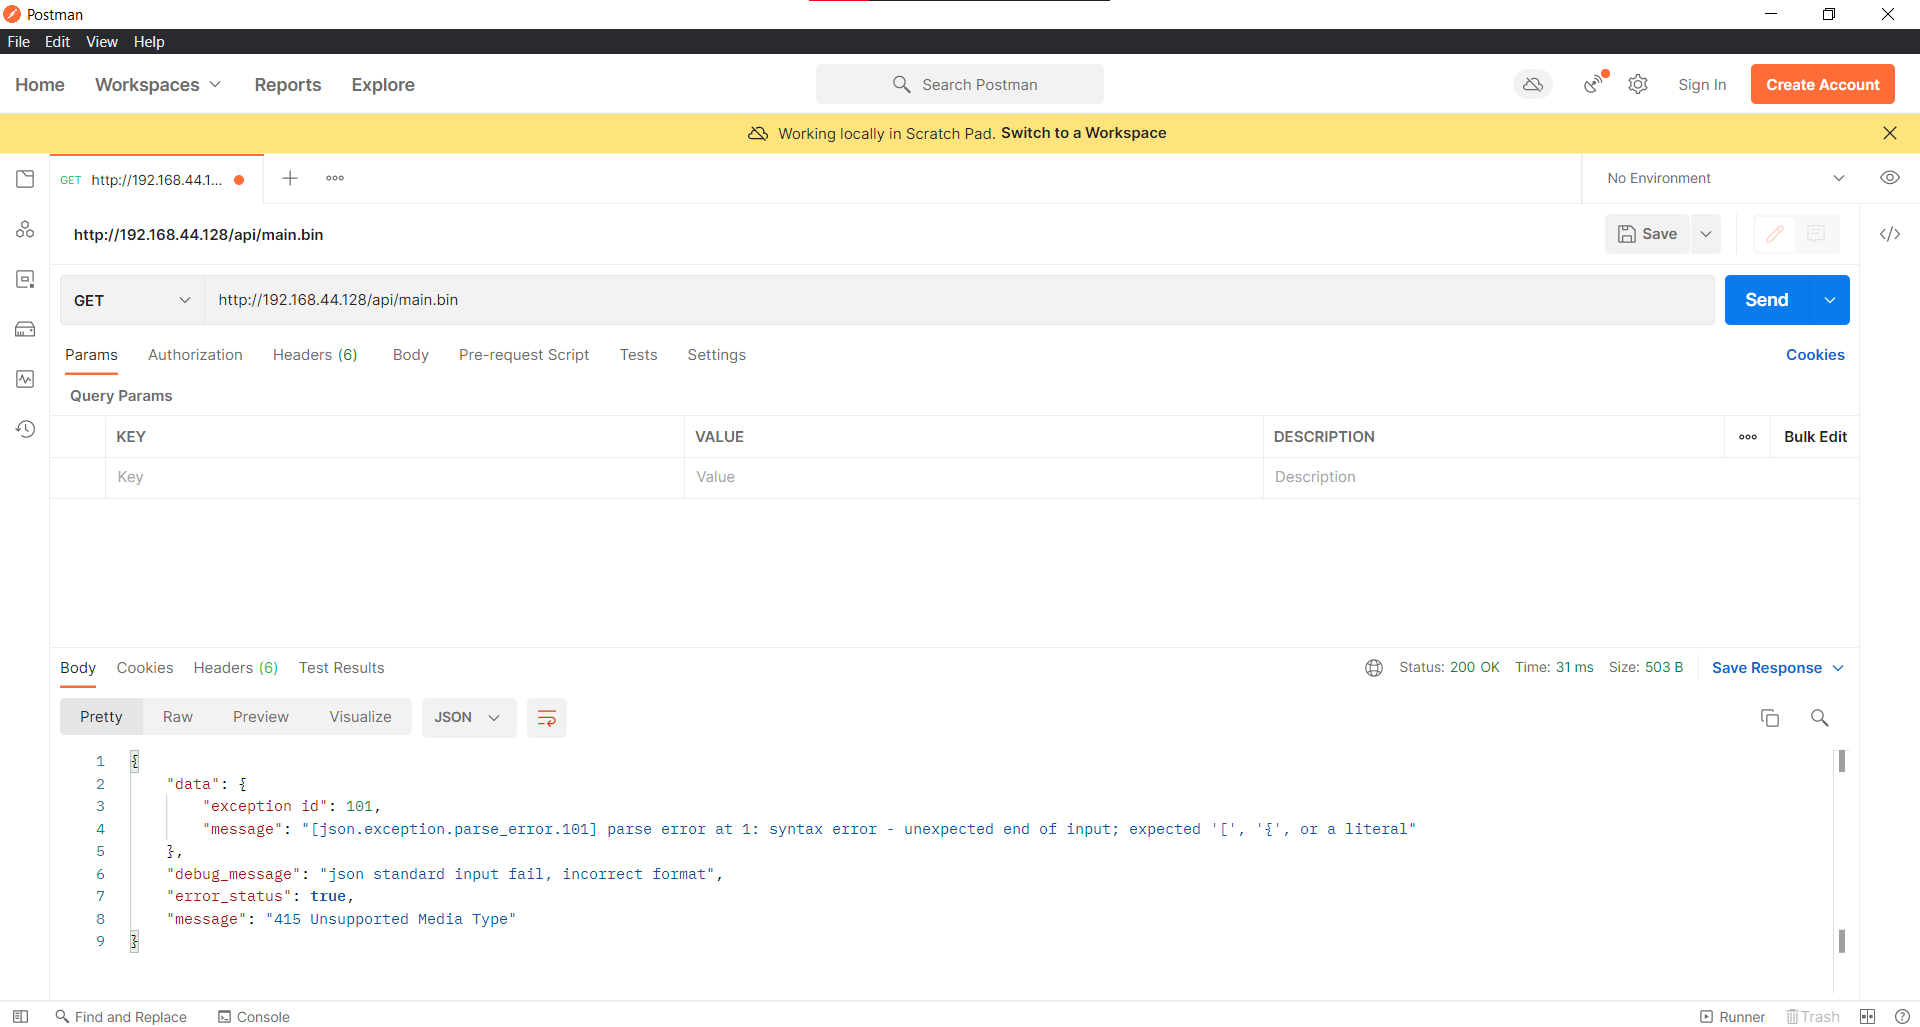 Postman
File Edit View Help
Home Workspaces Reports Explore Search Postman Sign In Create Account
Working locally in Scratch Pad. Switch to a Workspace
GET http://192.168.44.1... No Environment
http://192.168.44.128/api/main.bin Save
GET http://192.168.44.128/api/main.bin Send
Params Authorization Headers (6) Body Pre-request Script Tests Settings Cookies
Query Params
KEY VALUE DESCRIPTION Bulk Edit
Key Value Description
Body Cookies Headers (6) Test Results Status: 200 OK Time: 31 ms Size: 503 B Save Response
Pretty Raw Preview Visualize JSON
1 {
2 "data": {
3 "exception id": 101,
4 "message": "[json.exception.parse_error.101] parse error at 1: syntax error - unexpected end of input; expected '[', '{', or a literal"
5 },
6 "debug_message": "json standard input fail, incorrect format",
7 "error_status": true,
8 "message": "415 Unsupported Media Type"
9 }
Find and Replace Console Runner Trash